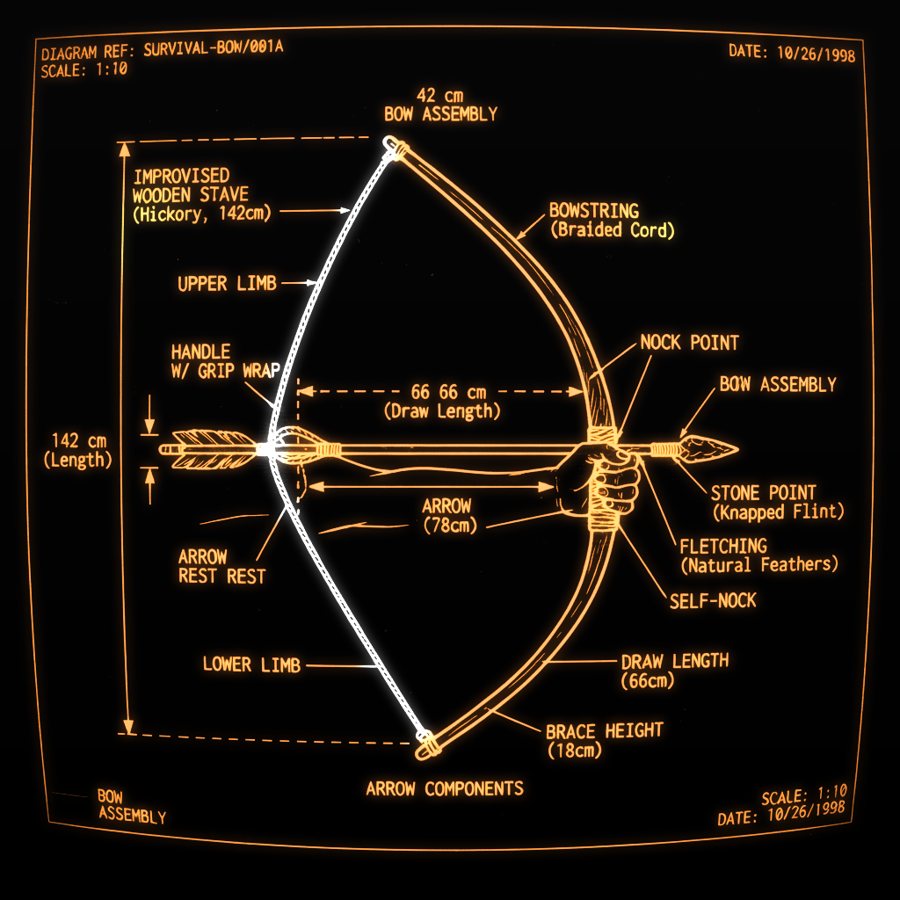 DIAGRAM REF: SURVIVAL-BOW/001A
SCALE: 1:10
DATE: 10/26/1998
42 cm
BOW ASSEMBLY
IMPROVISED
WOODEN STAVE
(Hickory, 142cm)
BOWSTRING
(Braided Cord)
UPPER LIMB
HANDLE
W/ GRIP WRAP
NOCK POINT
66 66 cm
(Draw Length)
BOW ASSEMBLY
142 cm
(Length)
ARROW
(78cm)
STONE POINT
(Knapped Flint)
ARROW
REST REST
FLETCHING
(Natural Feathers)
SELF-NOCK
LOWER LIMB
DRAW LENGTH
(66cm)
BRACE HEIGHT
(18cm)
ARROW COMPONENTS
BOW
ASSEMBLY
SCALE: 1:10
DATE: 10/26/1998